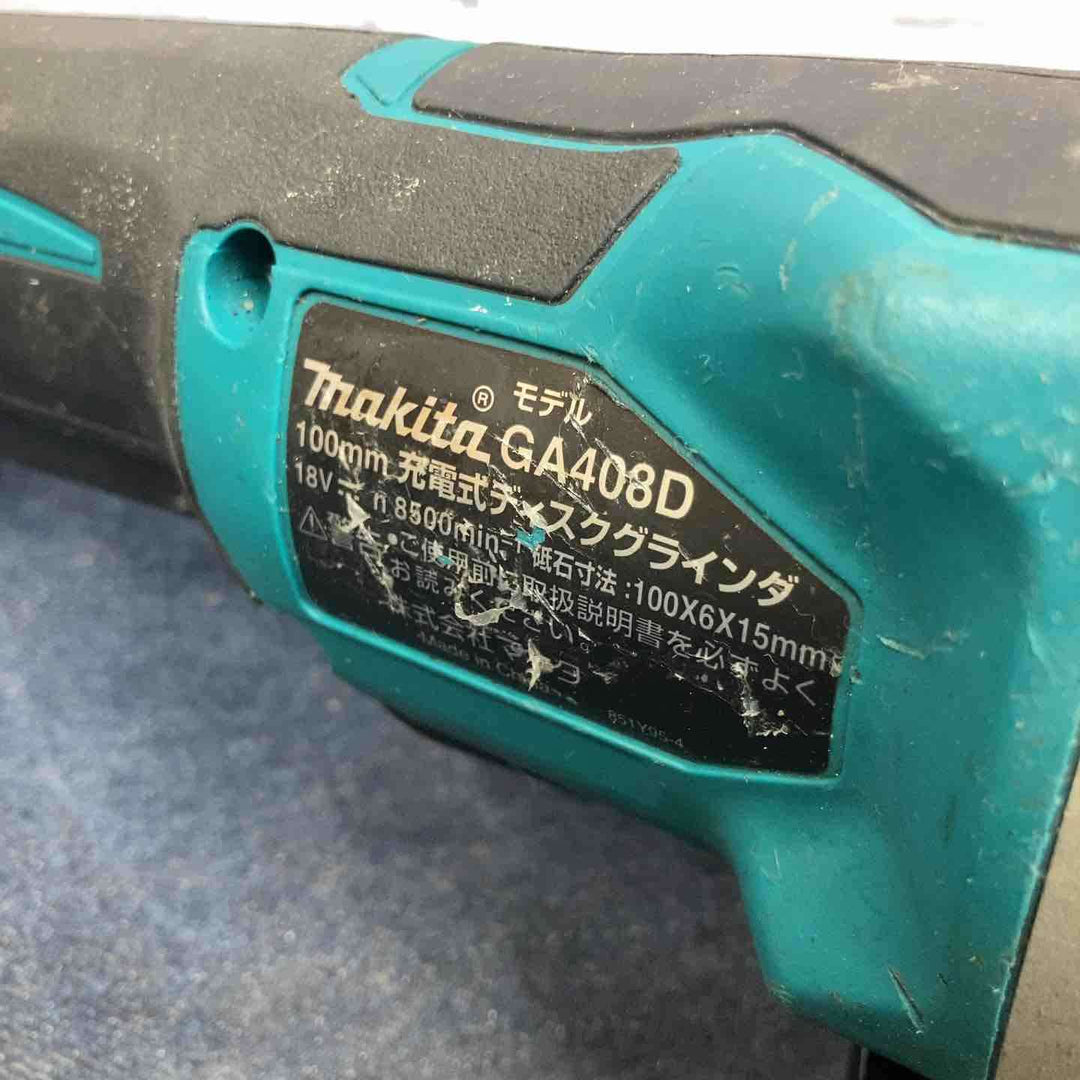 makita® モデル GA408D
100mm 充電式ディスクグラインダ
18V ⎓ n 8500min 砥石寸法:100X6X15mm
⚠ •ご使用前に取扱説明書を必ずよく
お読みください。
株式会社マキタ
Made in China
851Y05-4